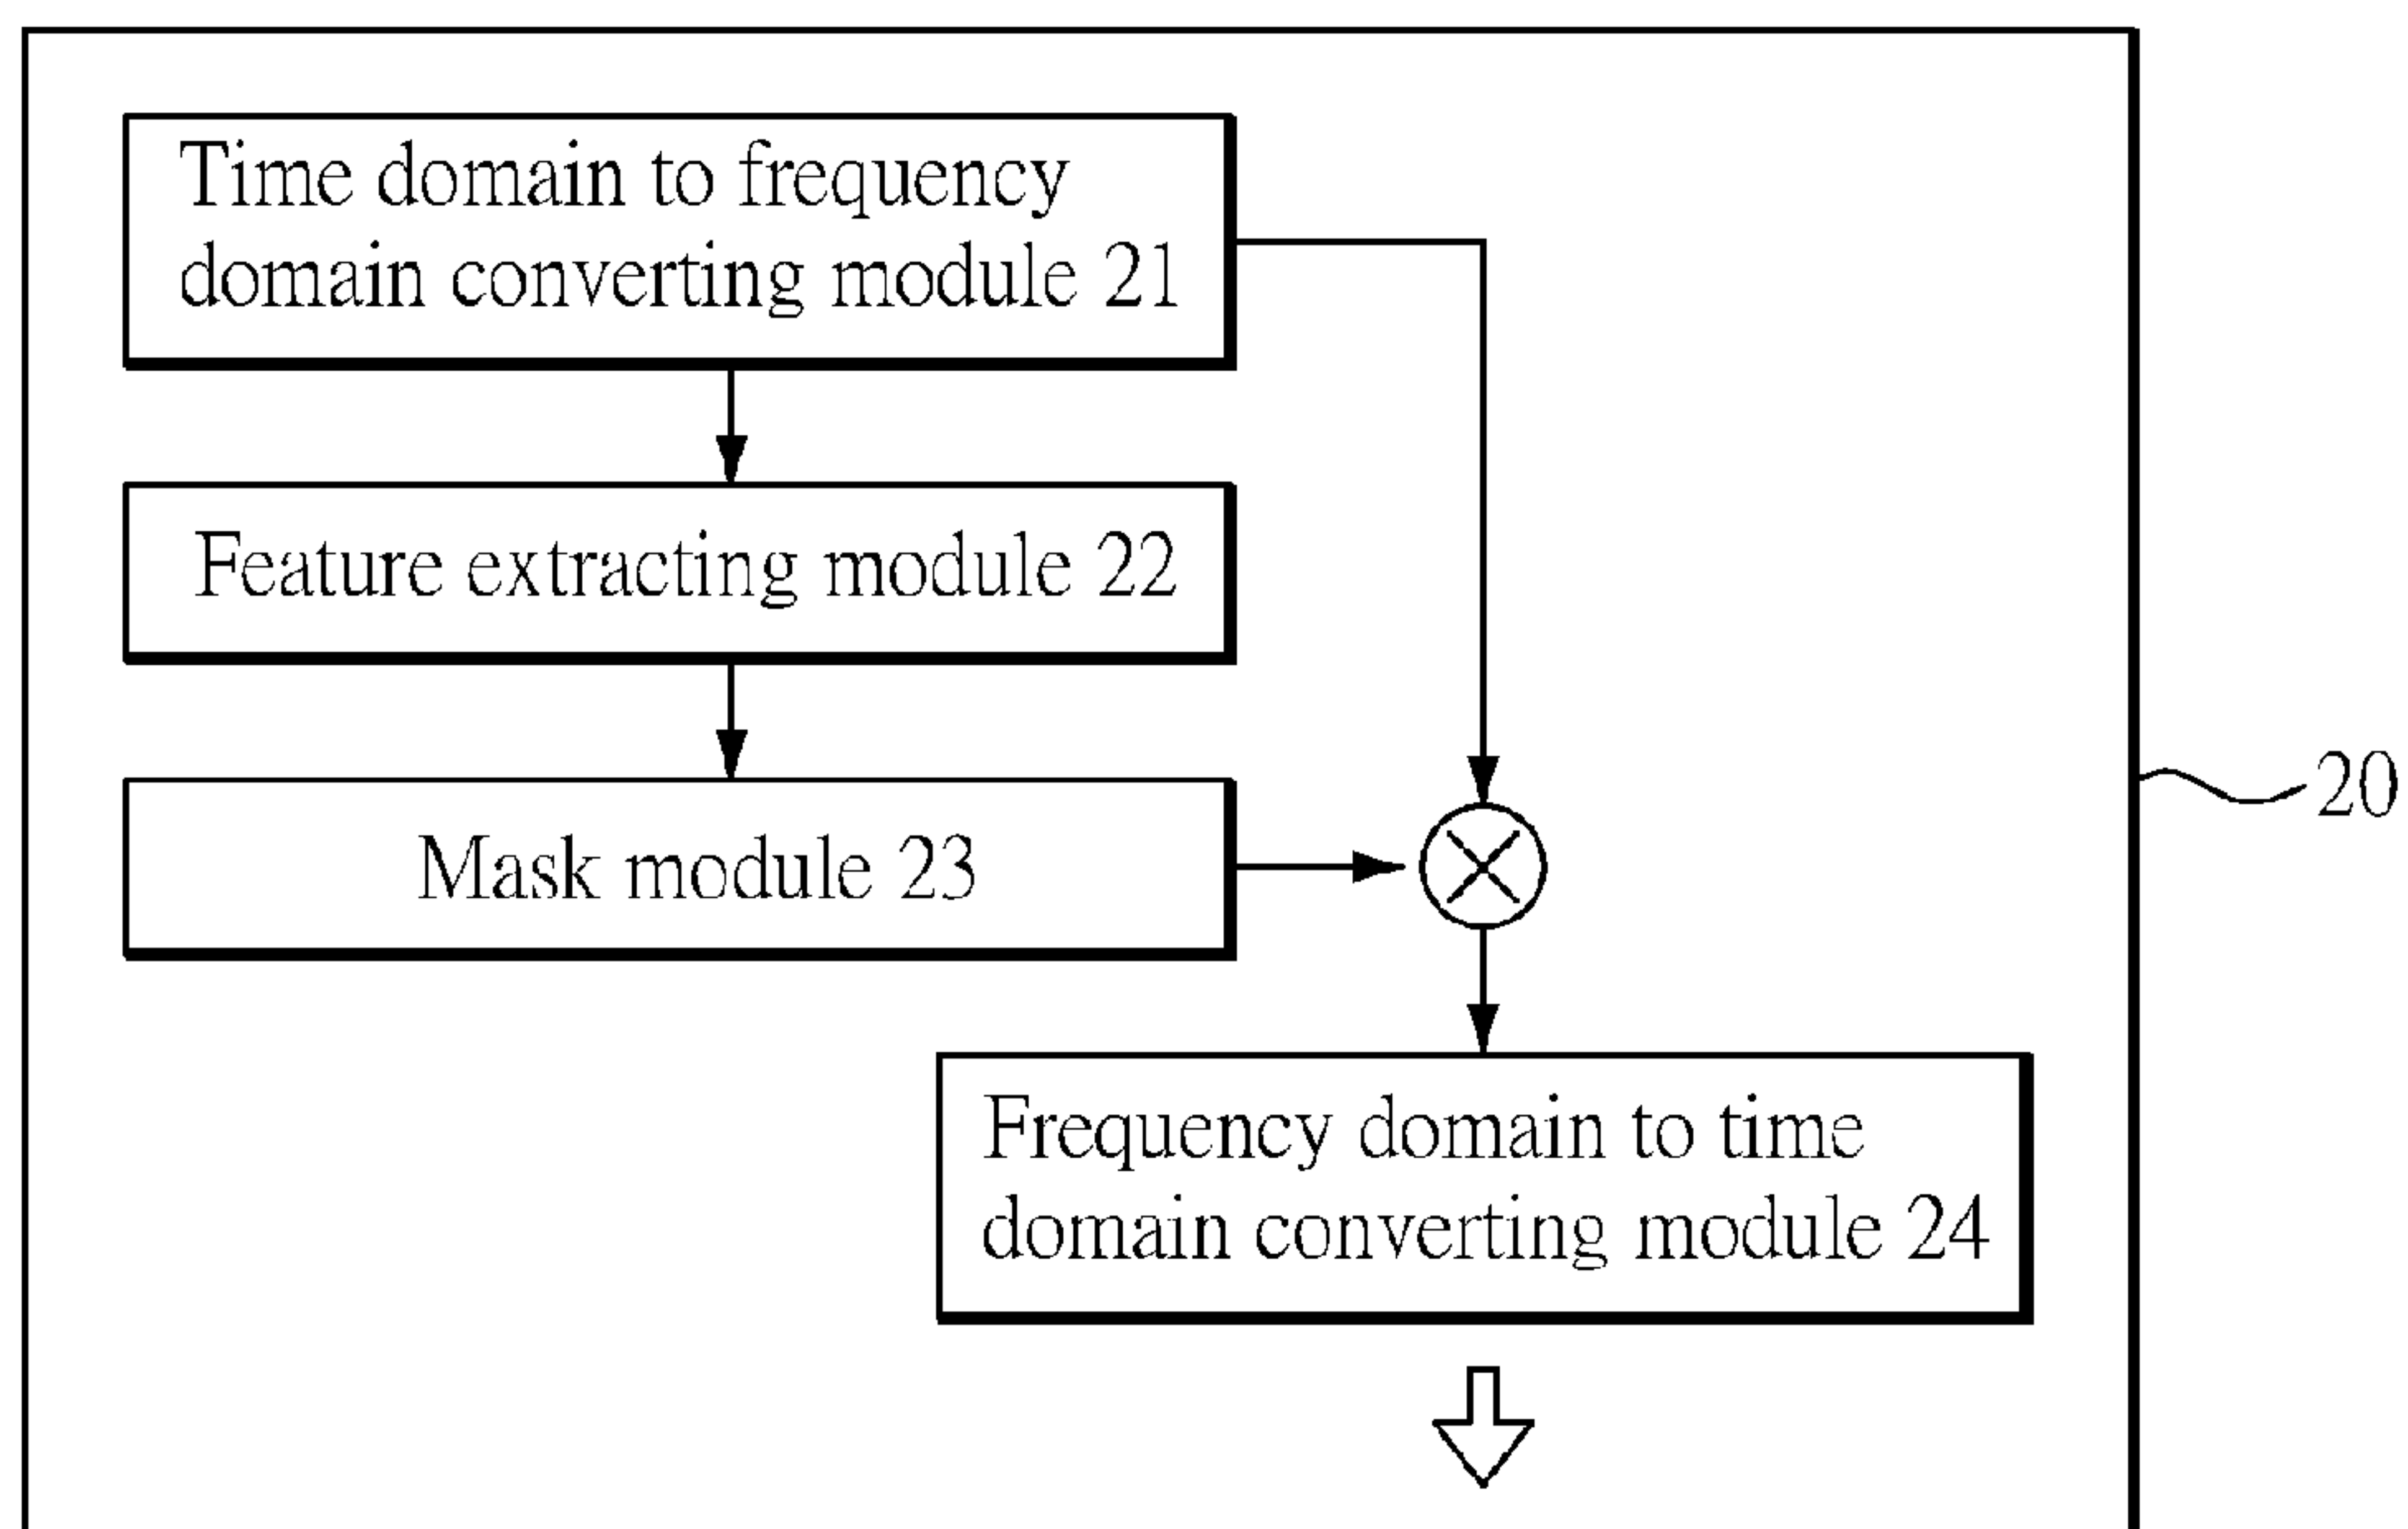 Time domain to frequency
domain converting module 21
Feature extracting module 22
Mask module 23
20
Frequency domain to time
domain converting module 24